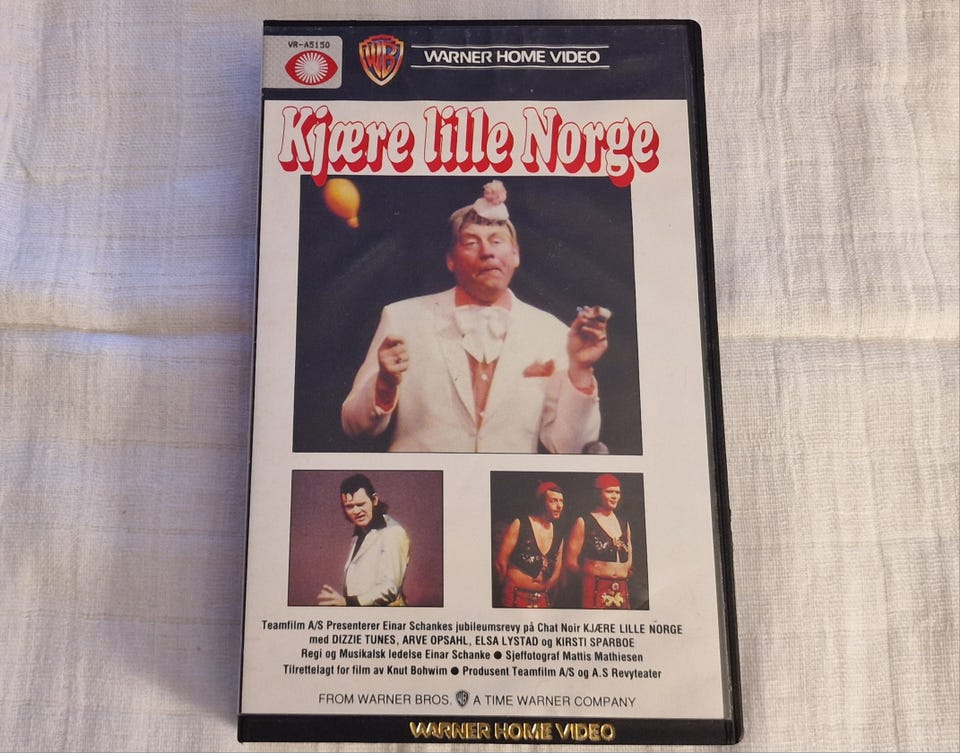 VR-A5150
WB WARNER HOME VIDEO
Kjære lille Norge
Teamfilm A/S Presenterer Einar Schankes jubileumsrevy på Chat Noir KJÆRE LILLE NORGE
med DIZZIE TUNES, ARVE OPSAHL, ELSA LYSTAD og KIRSTI SPARBOE
Regi og Musikalsk ledelse Einar Schanke ● Sjeffotograf Mattis Mathiesen
Tilrettelagt for film av Knut Bohwim ● Produsent Teamfilm A/S og A.S Revyteater
FROM WARNER BROS. WB A TIME WARNER COMPANY
WARNER HOME VIDEO